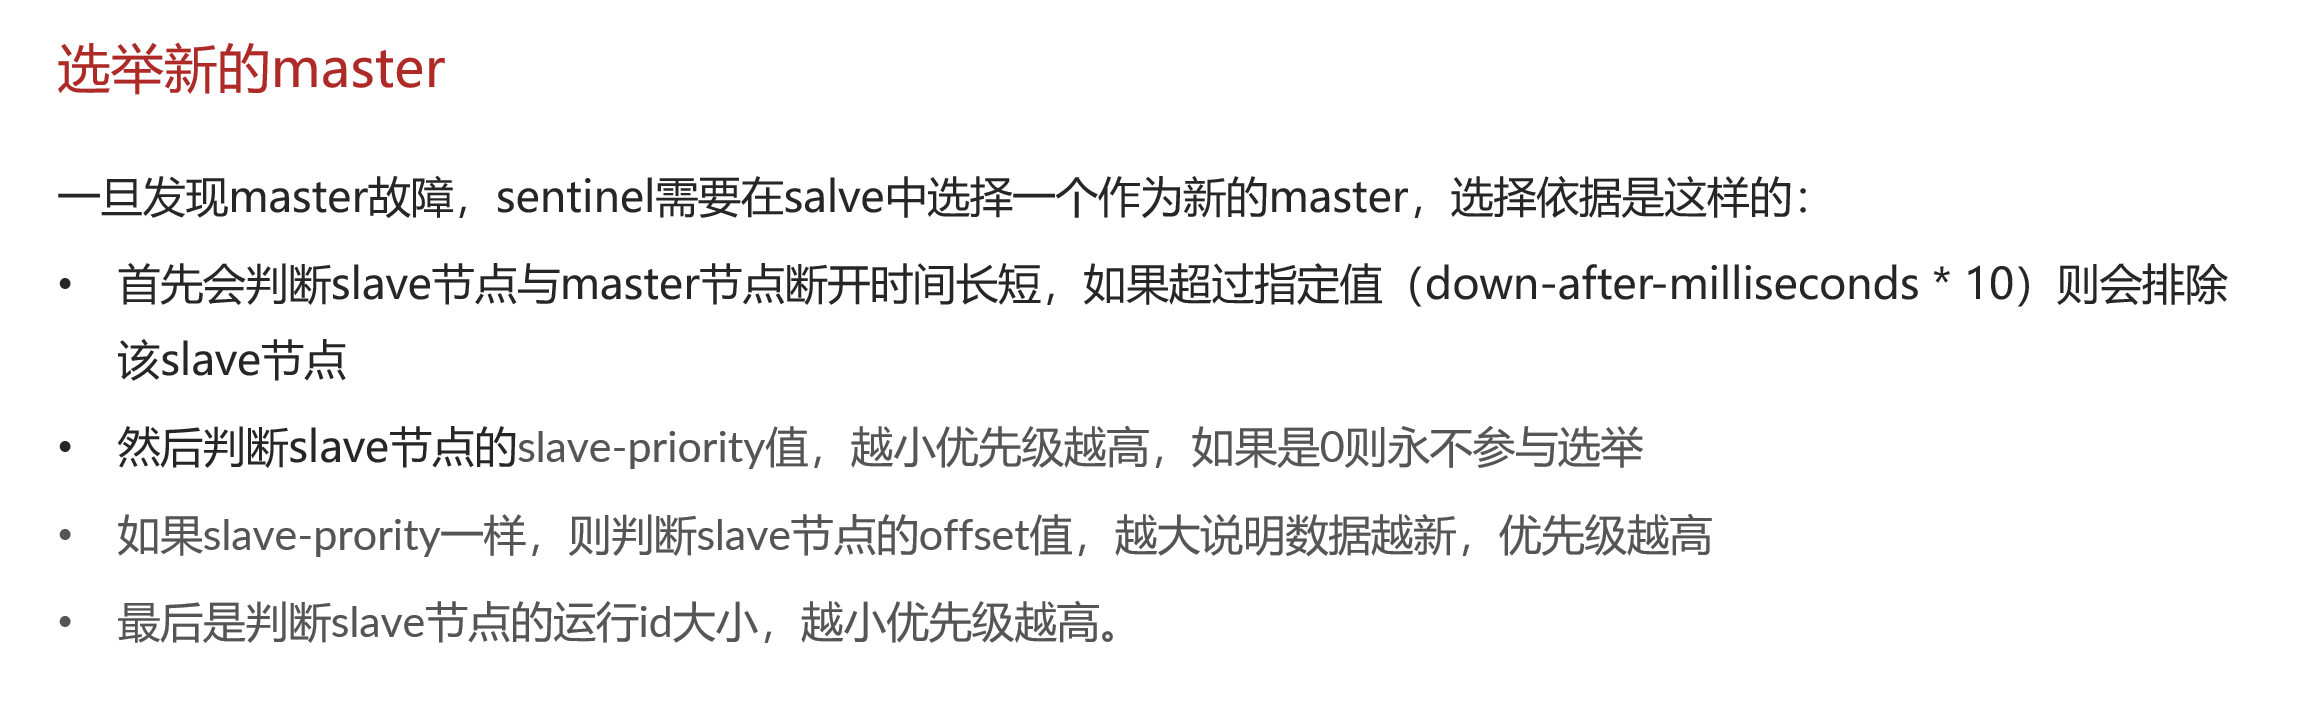 选举新的master
一旦发现master故障，sentinel需要在salve中选择一个作为新的master，选择依据是这样的：
• 首先会判断slave节点与master节点断开时间长短，如果超过指定值（down-after-milliseconds * 10）则会排除
该slave节点
• 然后判断slave节点的slave-priority值，越小优先级越高，如果是0则永不参与选举
• 如果slave-prority一样，则判断slave节点的offset值，越大说明数据越新，优先级越高
• 最后是判断slave节点的运行id大小，越小优先级越高。